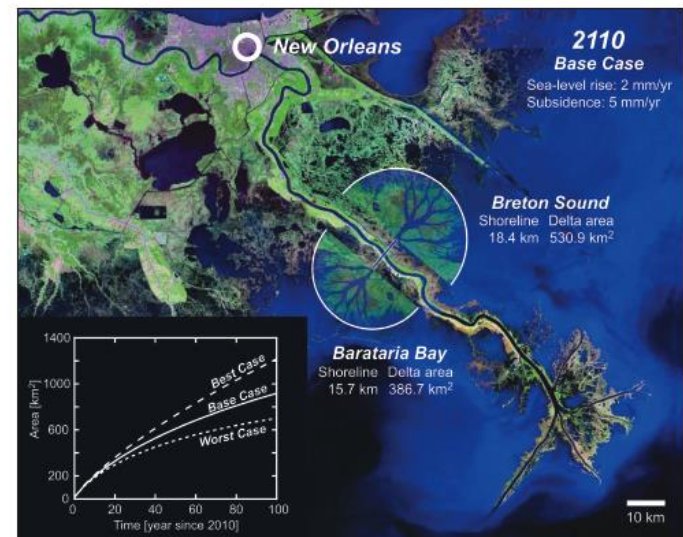 New Orleans
2110
Base Case
Sea-level rise: 2 mm/yr
Subsidence: 5 mm/yr
Breton Sound
Shoreline Delta area
18.4 km 530.9 km²
Barataria Bay
Shoreline Delta area
15.7 km 386.7 km²
1400
1000
600
200
0
Area [km²]
Best Case
Base Case
Worst Case
0 20 40 60 80 100
Time [year since 2010]
10 km